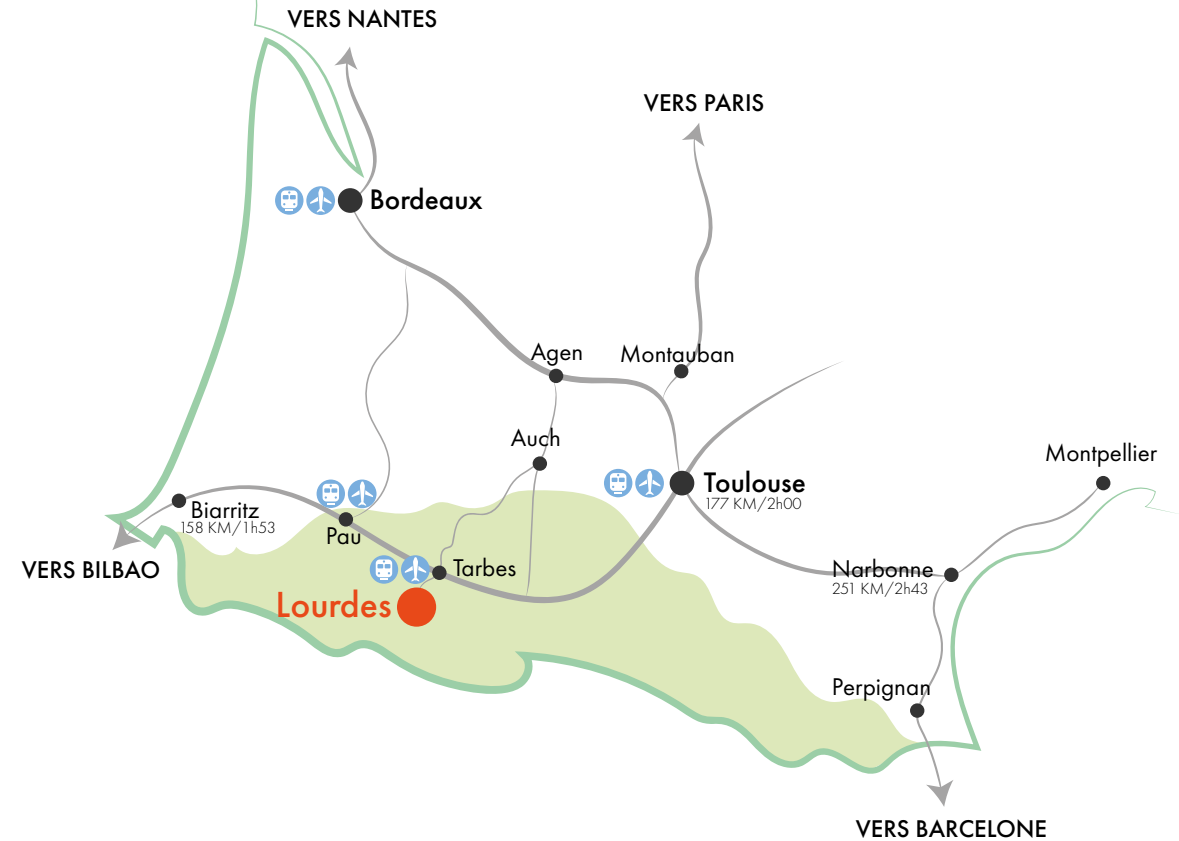 VERS NANTES
VERS PARIS
Bordeaux
Agen
Montauban
Auch
Montpellier
Toulouse
177 KM/2h00
Biarritz
158 KM/1h53
Pau
VERS BILBAO
Tarbes
Narbonne
251 KM/2h43
Lourdes
Perpignan
VERS BARCELONE